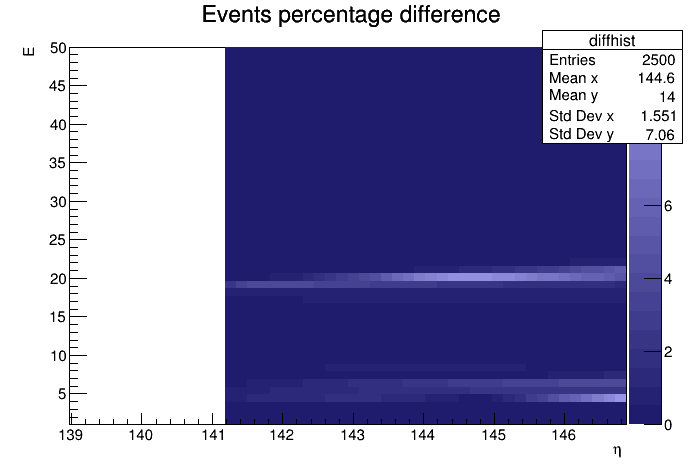 Events percentage difference
E
diffhist
Entries 2500
Mean x 144.6
Mean y 14
Std Dev x 1.551
Std Dev y 7.06
50
45
40
35
30
25
20
15
10
5
6
4
2
0
139 140 141 142 143 144 145 146
η